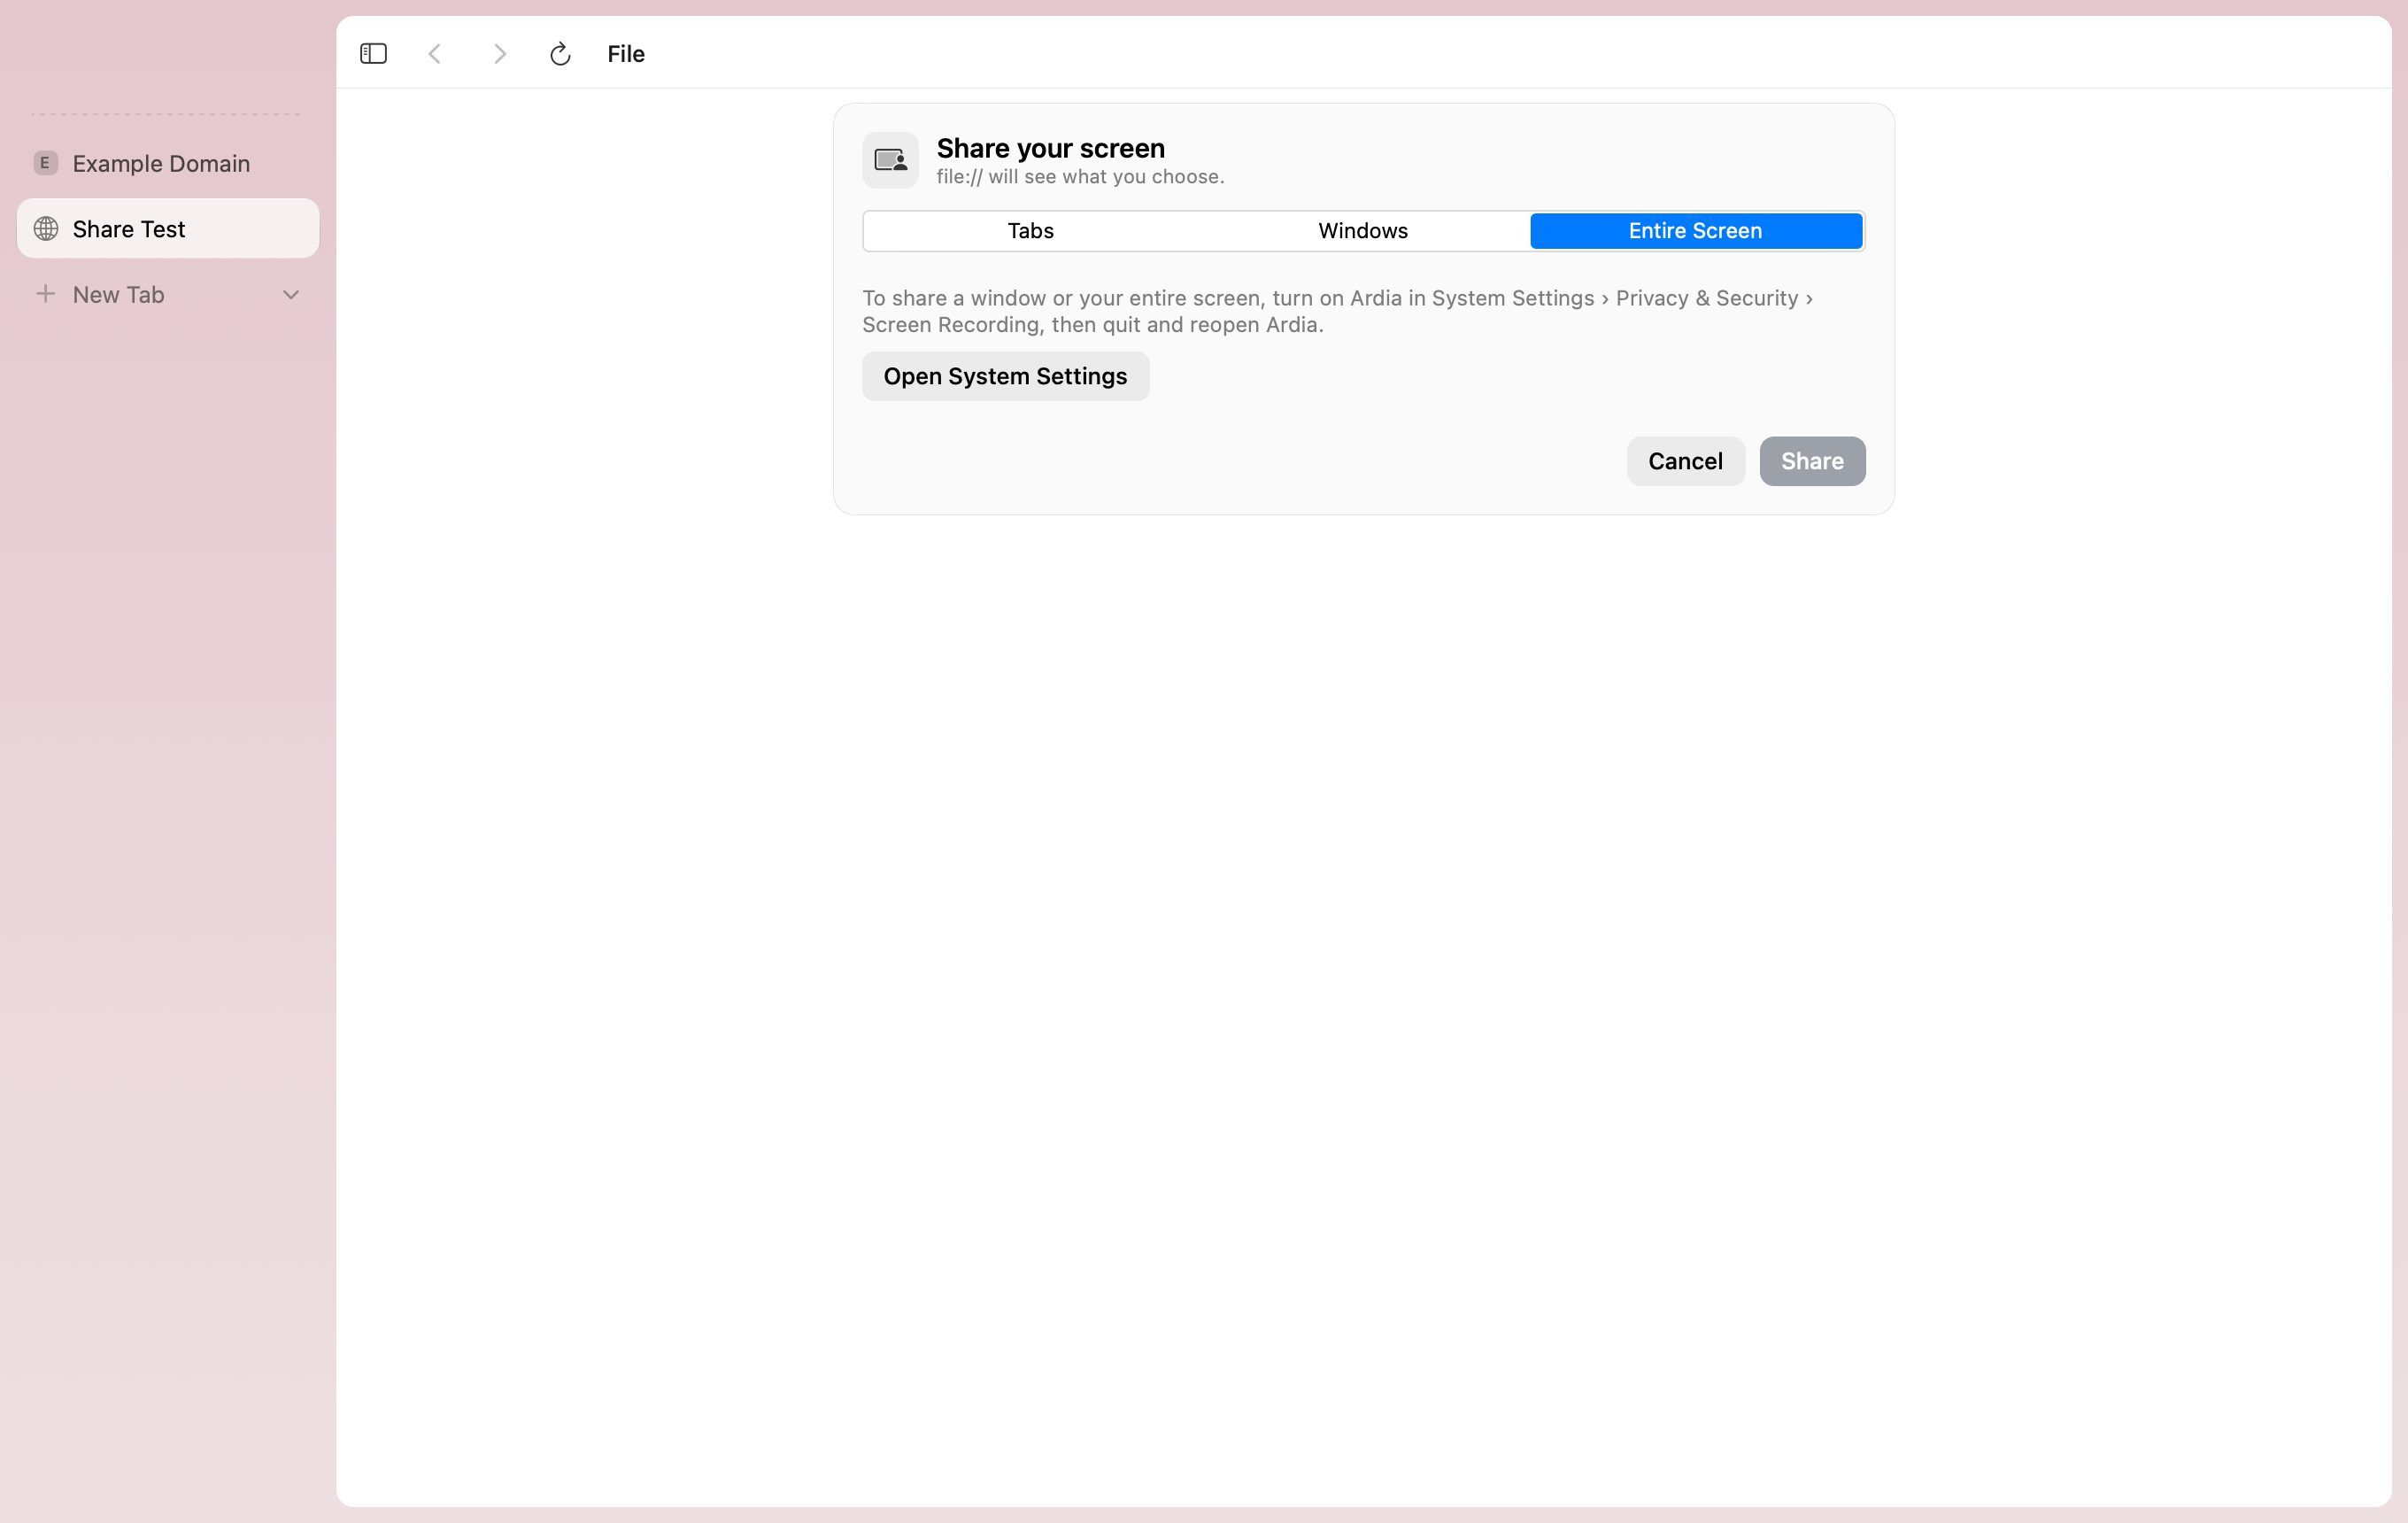 File
E Example Domain
Share Test
New Tab
Share your screen
file:// will see what you choose.
Tabs Windows Entire Screen
To share a window or your entire screen, turn on Ardia in System Settings › Privacy & Security ›
Screen Recording, then quit and reopen Ardia.
Open System Settings
Cancel Share